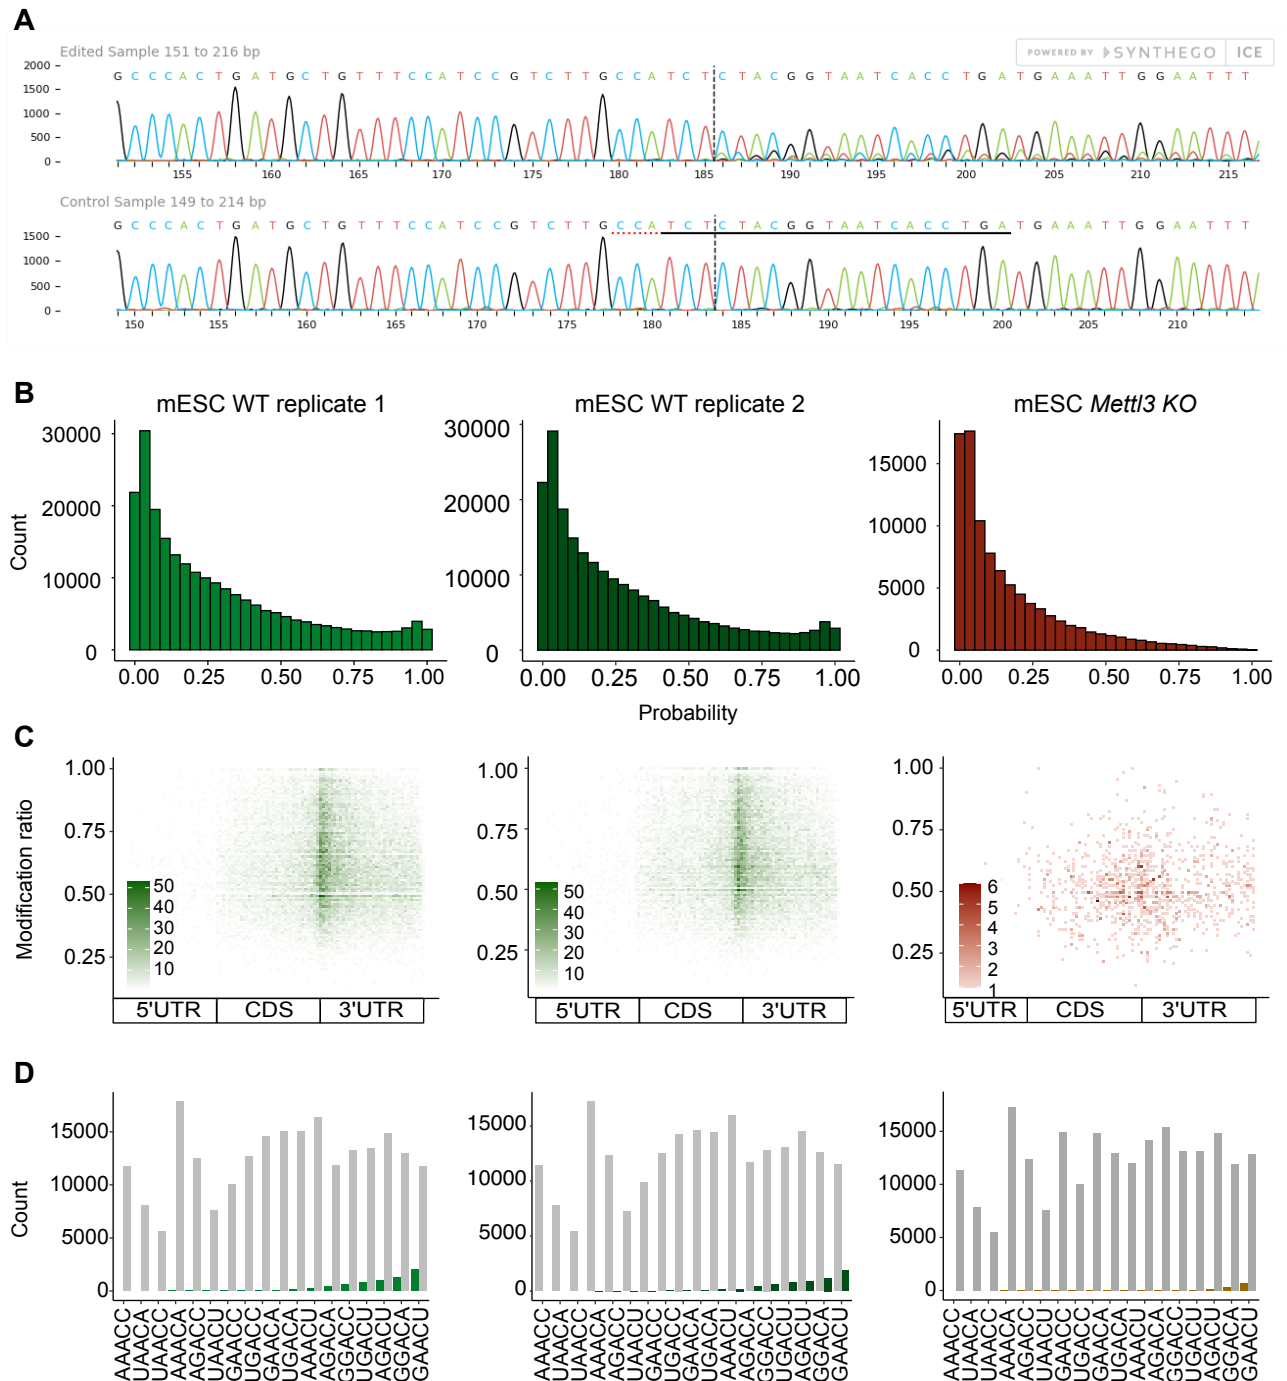 A
Edited Sample 151 to 216 bp
POWERED BY SYNTHEGO ICE
2000
1500
1000
500
0
G C C C A C T G A T G C T G T T T C C A T C C G T C T T G C C A T C T C T A C G G T A A T C A C C T G A T G A A A T T G G A A T T T
155 160 165 170 175 180 185 190 195 200 205 210 215
Control Sample 149 to 214 bp
G C C C A C T G A T G C T G T T T C C A T C C G T C T T G C C A T C T C T A C G G T A A T C A C C T G A T G A A A T T G G A A T T T
1500
1000
500
0
150 155 160 165 170 175 180 185 190 195 200 205 210
B
mESC WT replicate 1
mESC WT replicate 2
mESC Mettl3 KO
Count
30000
20000
10000
0
0.00 0.25 0.50 0.75 1.00
30000
20000
10000
0
0.00 0.25 0.50 0.75 1.00
15000
10000
5000
0
0.00 0.25 0.50 0.75 1.00
Probability
C
Modification ratio
1.00
0.75
0.50
0.25
50
40
30
20
10
5'UTR CDS 3'UTR
1.00
0.75
0.50
0.25
50
40
30
20
10
5'UTR CDS 3'UTR
1.00
0.75
0.50
0.25
6
5
4
3
2
1
5'UTR CDS 3'UTR
D
Count
15000
10000
5000
0
AAACC
UAACA
UAACC
AAACA
AGACC
UAACU
GAACC
UGACC
GAACA
UGACA
AAACU
AGACA
GGACC
UGACU
AGACU
GGACA
GAACU
15000
10000
5000
0
AAACC
UAACA
UAACC
AAACA
AGACC
UAACU
GAACC
UGACC
GAACA
UGACA
AAACU
AGACA
GGACC
UGACU
AGACU
GGACA
GAACU
15000
10000
5000
0
AAACC
UAACA
UAACC
AAACA
AGACC
UAACU
GAACC
UGACC
GAACA
UGACA
AAACU
AGACA
GGACC
UGACU
AGACU
GGACA
GAACU